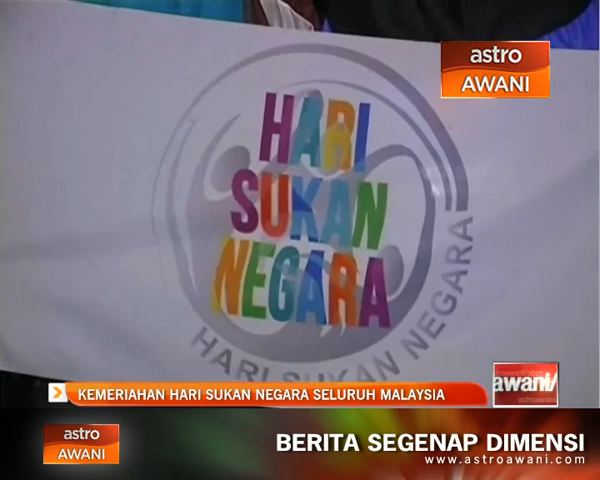 astro
AWANI
HARI
SUKAN
NEGARA
HARI SUKAN NEGARA
KEMERIAHAN HARI SUKAN NEGARA SELURUH MALAYSIA
awani/
astro
AWANI
BERITA SEGENAP DIMENSI
www.astroawani.com